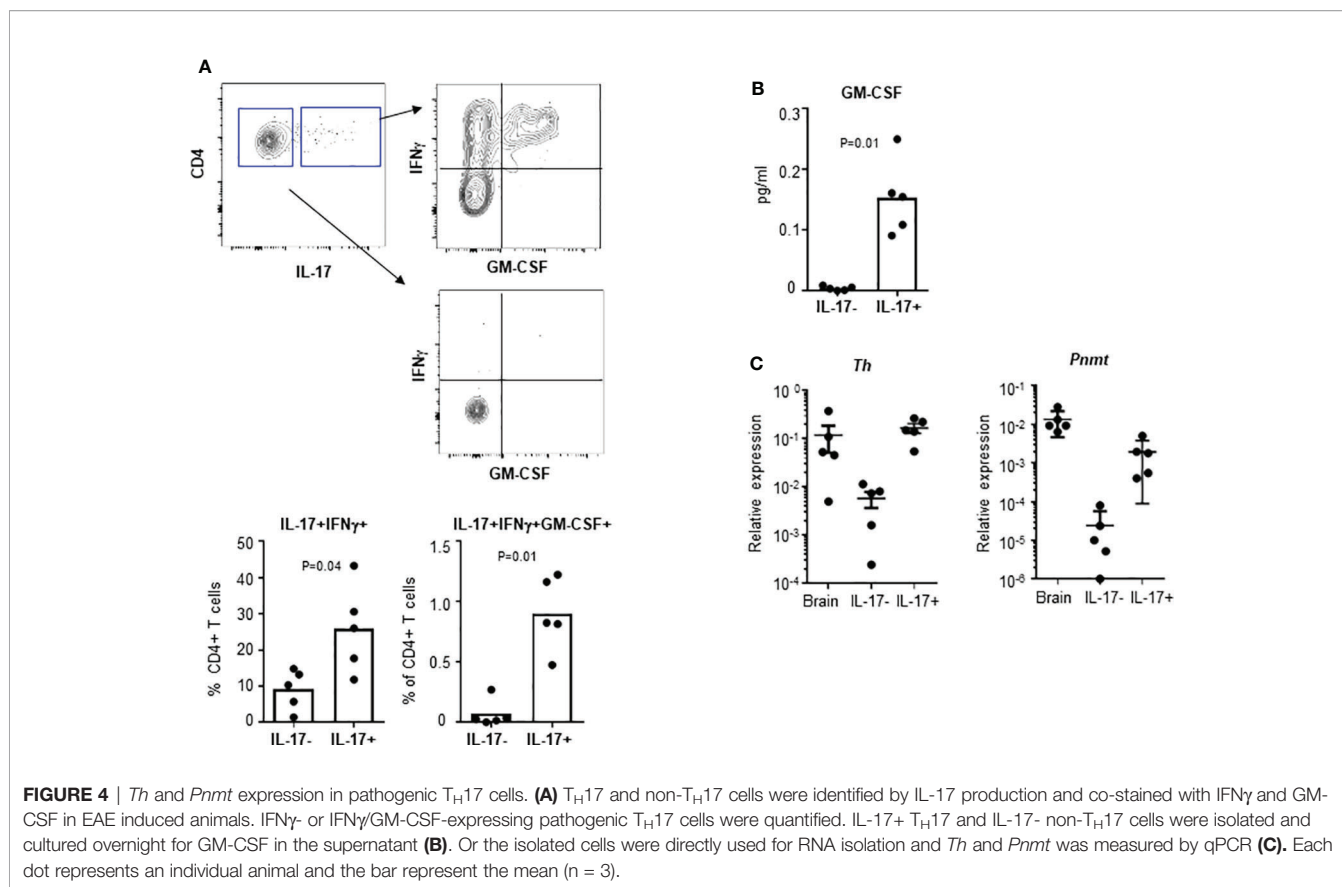 A
CD4
IL-17
IFNγ
GM-CSF
IFNγ
GM-CSF
IL-17+IFNγ+
% CD4+ T cells
50
40
30
20
10
0
P=0.04
IL-17-
IL-17+
IL-17+IFNγ+GM-CSF+
% of CD4+ T cells
1.5
1.0
0.5
0
P=0.01
IL-17-
IL-17+
B
GM-CSF
pg/ml
0.3
0.2
0.1
0
P=0.01
IL-17-
IL-17+
C
Th
Relative expression
10⁰
10⁻¹
10⁻²
10⁻³
10⁻⁴
Brain
IL-17-
IL-17+
Pnmt
Relative expression
10⁻¹
10⁻²
10⁻³
10⁻⁴
10⁻⁵
10⁻⁶
Brain
IL-17-
IL-17+
FIGURE 4 | Th and Pnmt expression in pathogenic TH17 cells. (A) TH17 and non-TH17 cells were identified by IL-17 production and co-stained with IFNγ and GM-
CSF in EAE induced animals. IFNγ- or IFNγ/GM-CSF-expressing pathogenic TH17 cells were quantified. IL-17+ TH17 and IL-17- non-TH17 cells were isolated and
cultured overnight for GM-CSF in the supernatant (B). Or the isolated cells were directly used for RNA isolation and Th and Pnmt was measured by qPCR (C). Each
dot represents an individual animal and the bar represent the mean (n = 3).